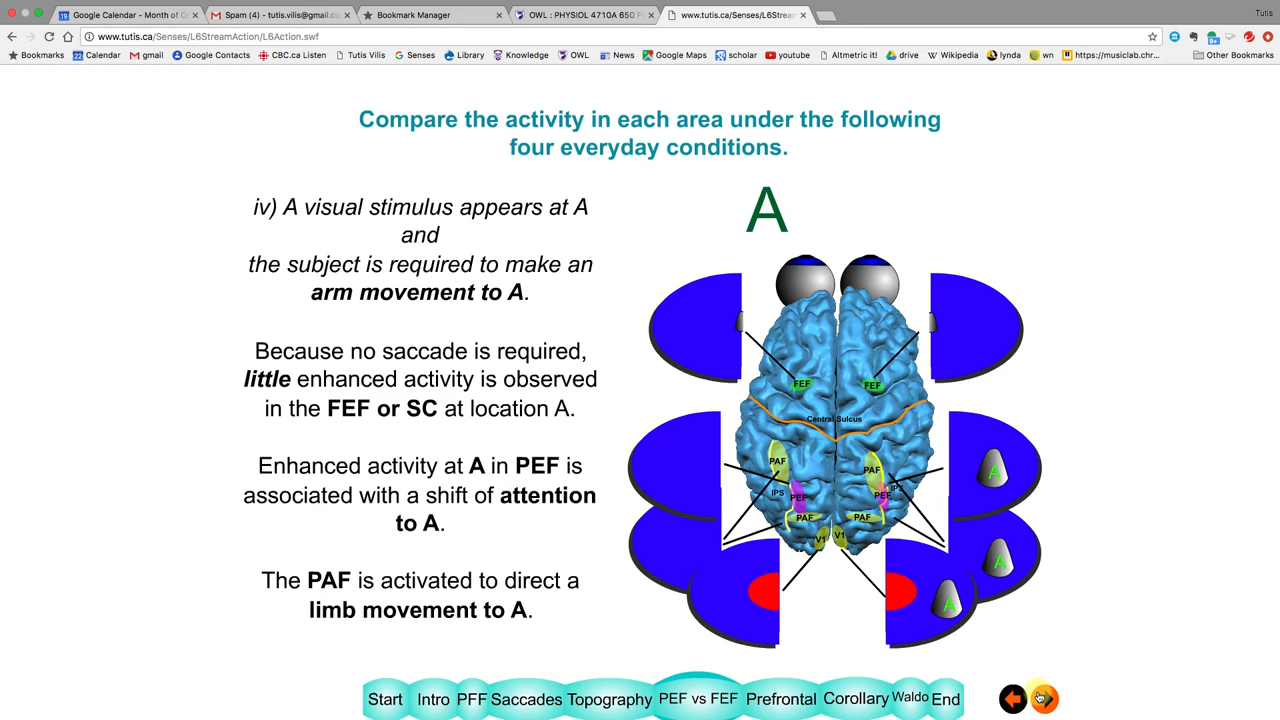 Google Calendar - Month of O
Spam (4) - tutis.vilis@gmail.co
Bookmark Manager
OWL : PHYSIOL 4710A 650 F
www.tutis.ca/Senses/L6Stream
Tutis
www.tutis.ca/Senses/L6StreamAction/L6Action.swf
Bookmarks
Calendar
gmail
Google Contacts
CBC.ca Listen
Tutis Vilis
Senses
Library
Knowledge
OWL
News
Google Maps
scholar
Altmetric it!
youtube
drive
Wikipedia
lynda
wn
https://musiclab.chr...
Other Bookmarks
Compare the activity in each area under the following
four everyday conditions.
iv) A visual stimulus appears at A
and
the subject is required to make an
arm movement to A.
Because no saccade is required,
little enhanced activity is observed
in the FEF or SC at location A.
Enhanced activity at A in PEF is
associated with a shift of attention
to A.
The PAF is activated to direct a
limb movement to A.
A
FEF
FEF
Central Sulcus
PAF
PAF
IPS
IPS
PEF
PEF
PAF
PAF
V1
V1
A
A
A
Start
Intro
PFF
Saccades
Topography
PEF vs FEF
Prefrontal
Corollary
Waldo
End